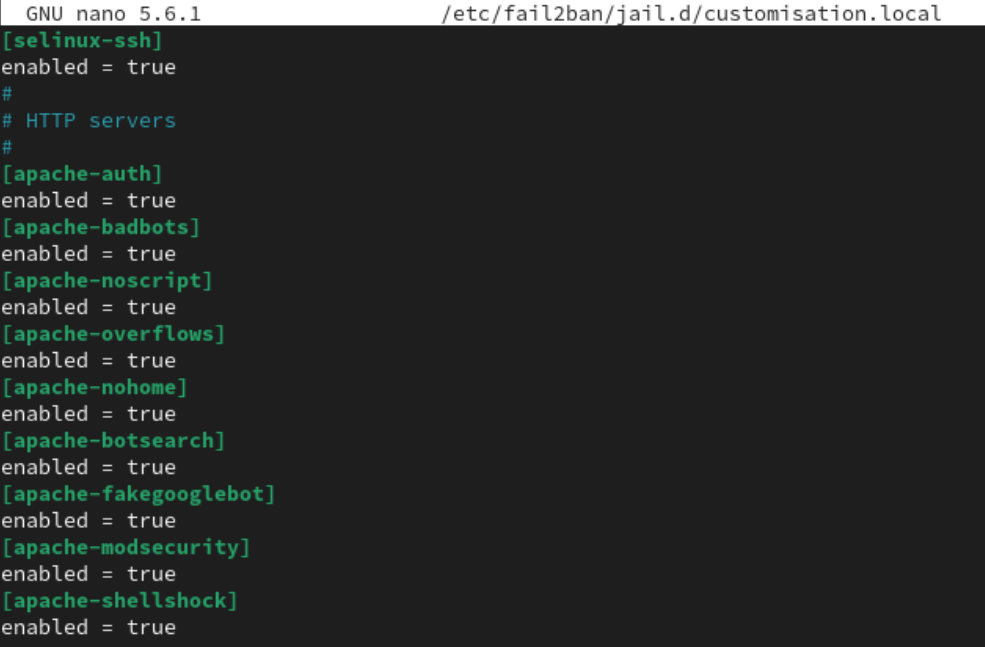 GNU nano 5.6.1 /etc/fail2ban/jail.d/customisation.local
[selinux-ssh]
enabled = true
#
# HTTP servers
#
[apache-auth]
enabled = true
[apache-badbots]
enabled = true
[apache-noscript]
enabled = true
[apache-overflows]
enabled = true
[apache-nohome]
enabled = true
[apache-botsearch]
enabled = true
[apache-fakegooglebot]
enabled = true
[apache-modsecurity]
enabled = true
[apache-shellshock]
enabled = true